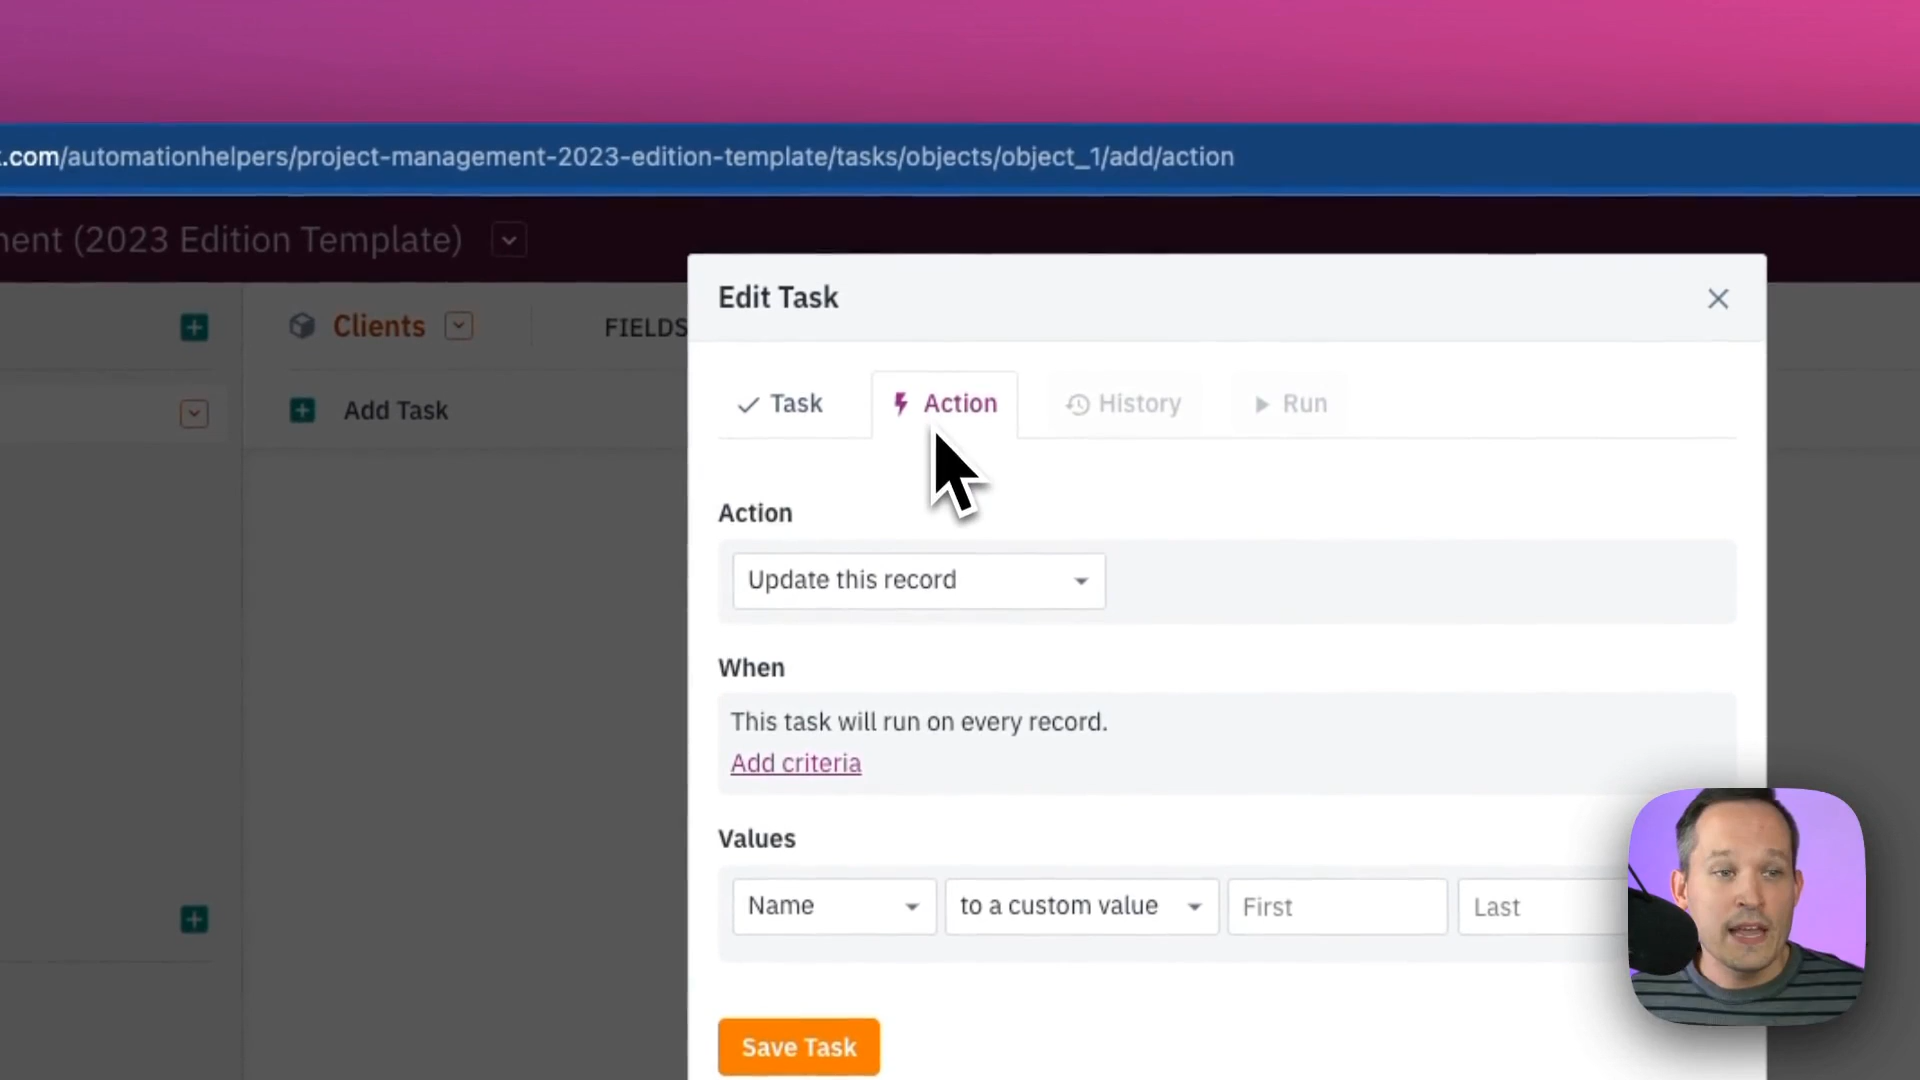 .com/automationhelpers/project-management-2023-edition-template/tasks/objects/object_1/add/action
ment (2023 Edition Template)
Clients
FIELDS
Add Task
Edit Task
Task
Action
History
Run
Action
Update this record
When
This task will run on every record.
Add criteria
Values
Name
to a custom value
First
Last
Save Task